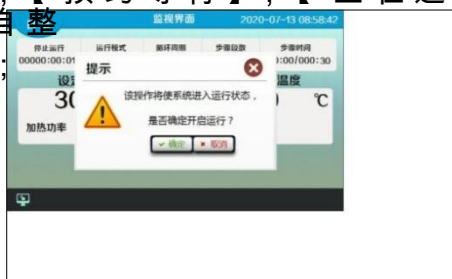 自 整
监视界面 2020-07-13 08:58:42
停止运行 运行模式 循环周期 步骤段数 步骤时间
00000:00:01 ):00/000:30
提示
该操作将使系统进入运行状态，
是否确定开启运行？
确定 取消
设 温度
30 ℃
加热功率